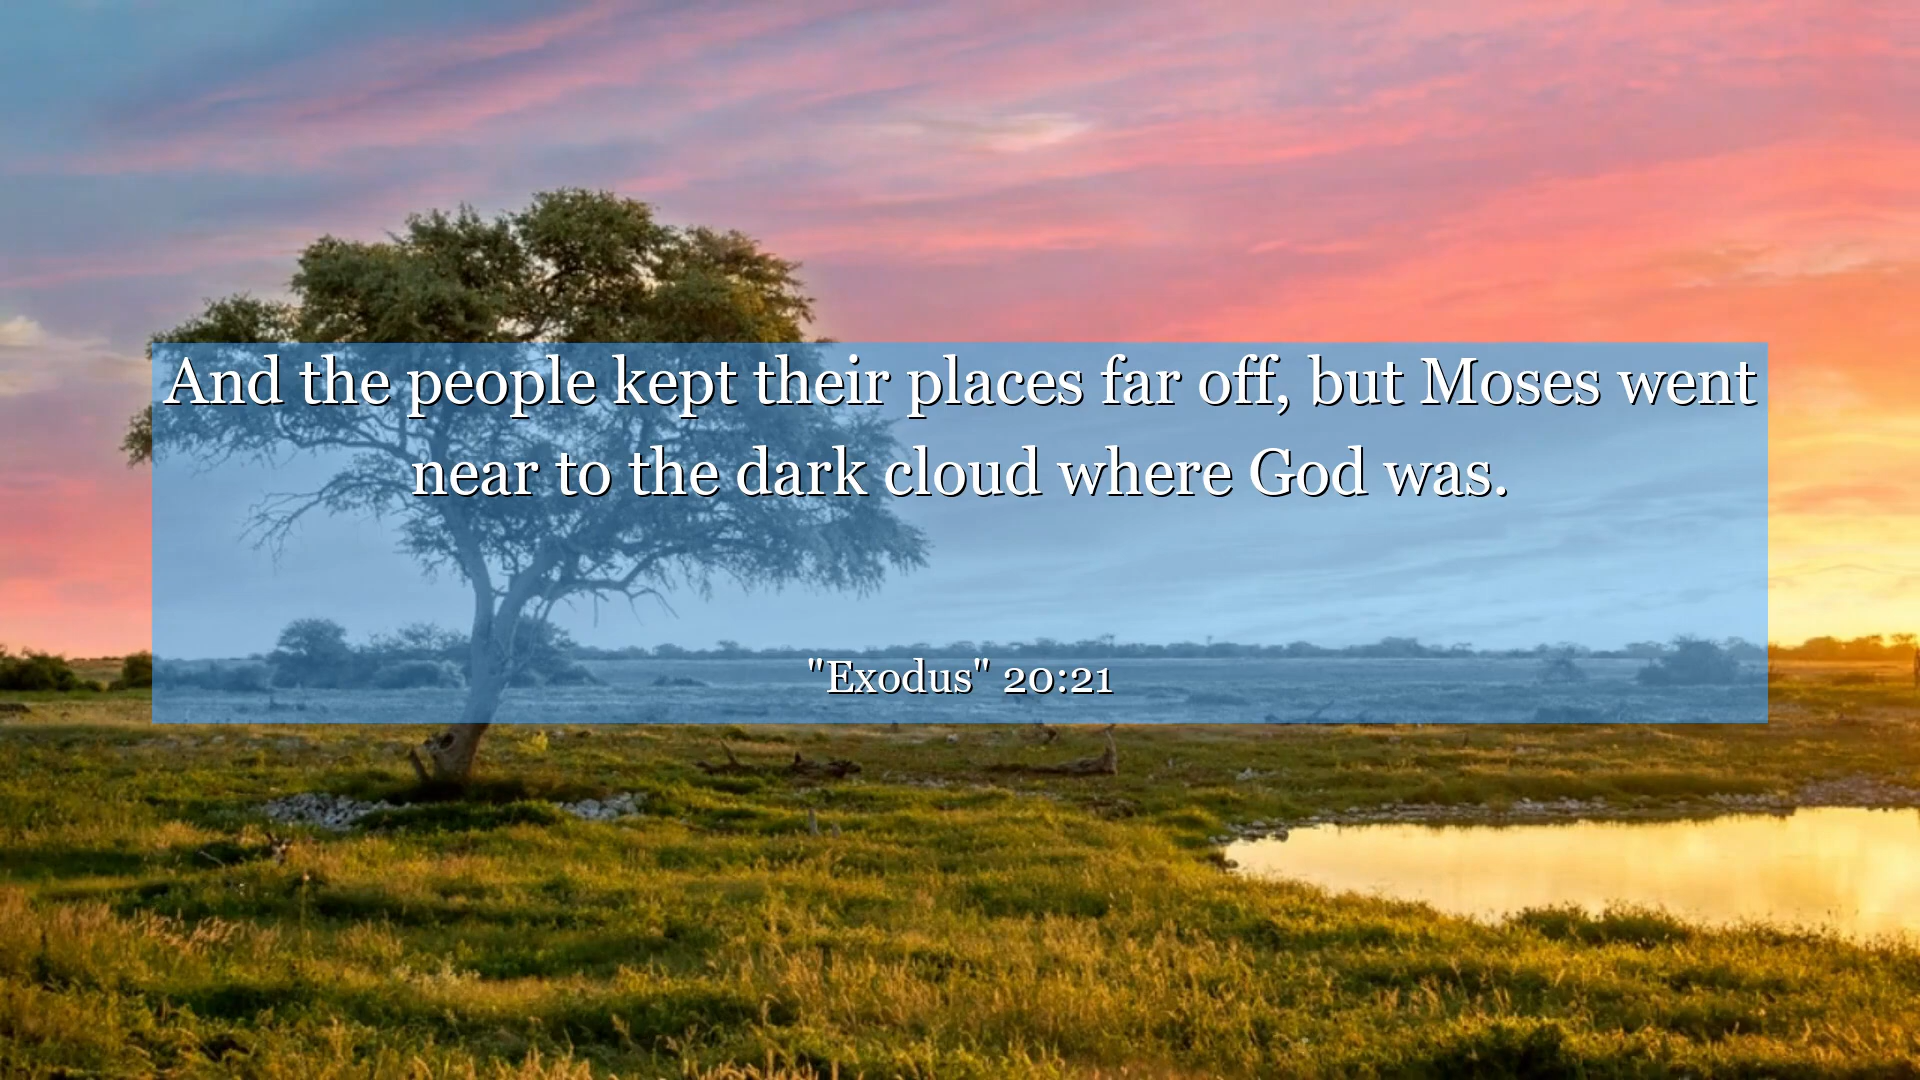 And the people kept their places far off, but Moses went
near to the dark cloud where God was.
"Exodus" 20:21